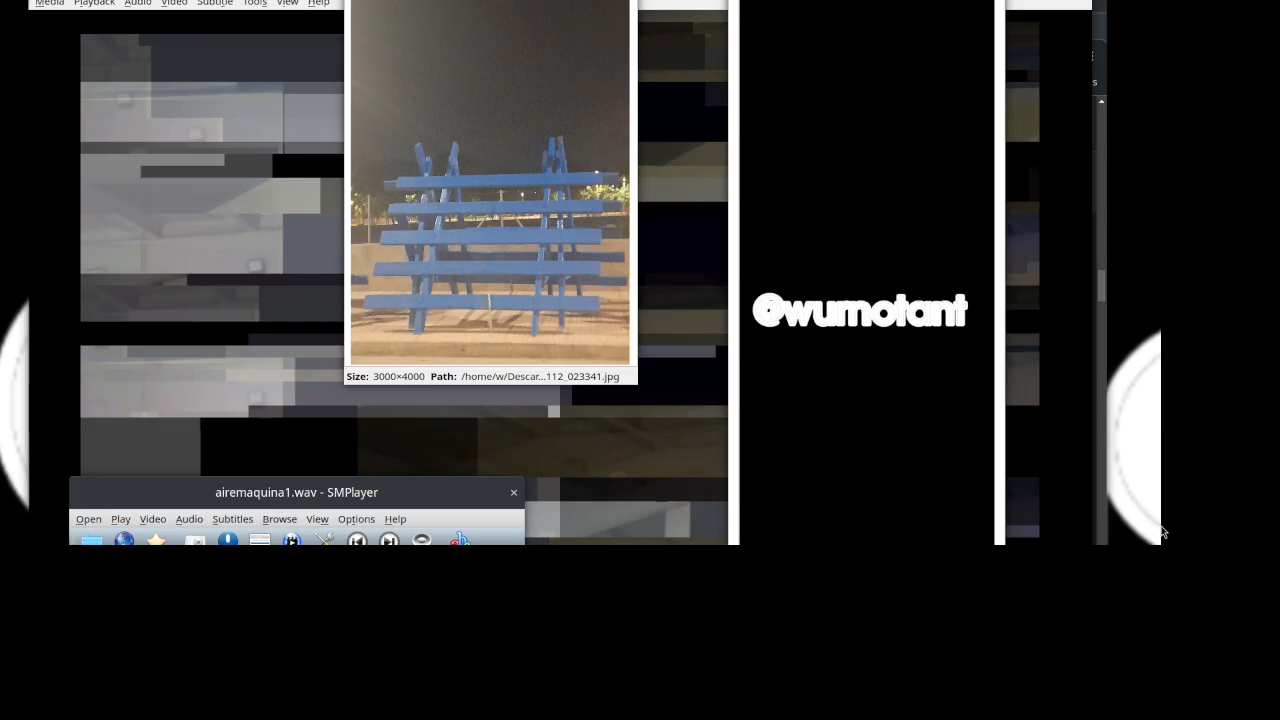 Media Playback Audio Video Subtitle Tools View Help
s
@wurnotant
Size: 3000×4000 Path: /home/w/Descar...112_023341.jpg
airemaquina1.wav - SMPlayer
Open Play Video Audio Subtitles Browse View Options Help